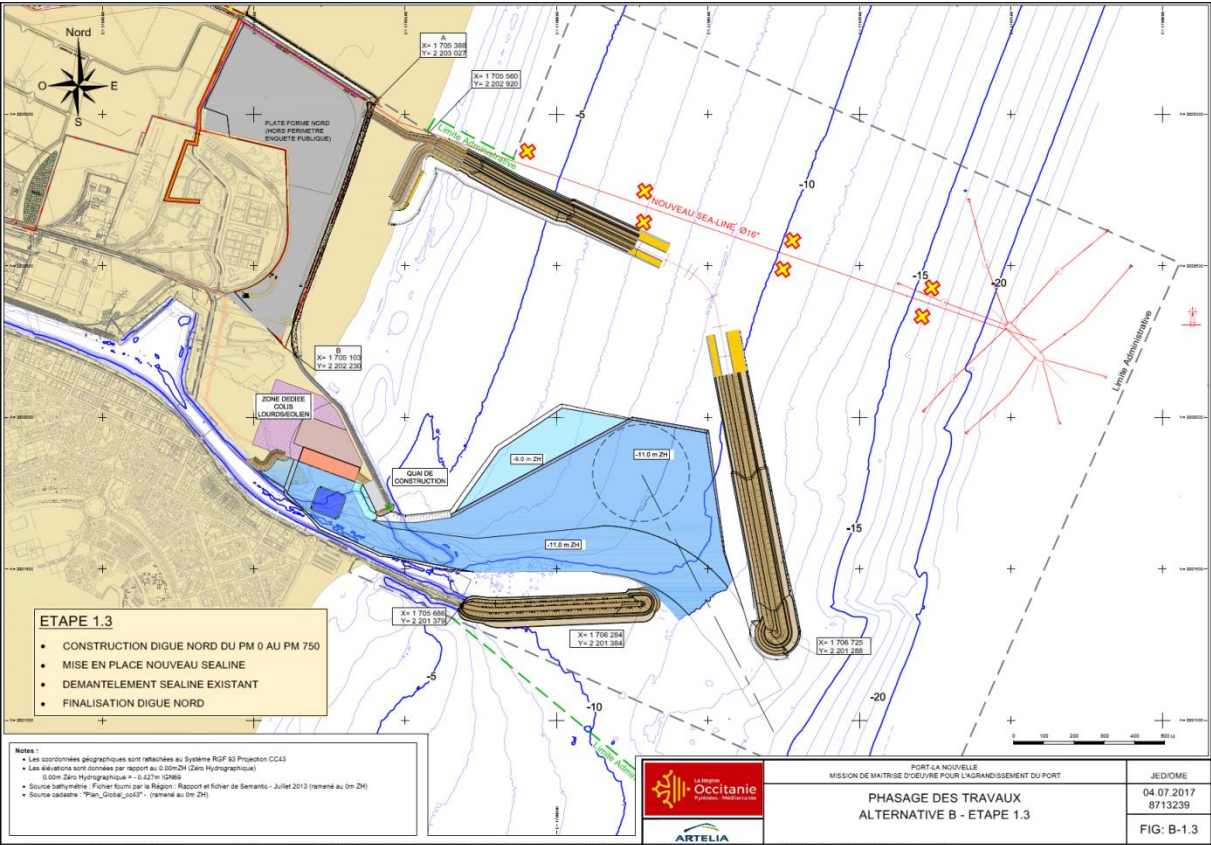 Nord
O
E
S
A
X= 1 705 388
Y= 2 203 027
X= 1 705 560
Y= 2 202 920
PLATE FORME NORD
(HORS PERIMETRE
ENQUETE PUBLIQUE)
Limite Administrative
-5
-10
NOUVEAU SEA-LINE Ø16"
-15
-20
Limite Administrative
B
X= 1 705 103
Y= 2 202 230
ZONE DEDIEE
COLIS
LOURDS/EOLIEN
QUAI DE
CONSTRUCTION
-9.0 m ZH
-11.0 m ZH
-11.0 m ZH
-15
X= 1 705 686
Y= 2 201 379
X= 1 706 284
Y= 2 201 384
X= 1 706 725
Y= 2 201 288
-5
-10
-20
ETAPE 1.3
• CONSTRUCTION DIGUE NORD DU PM 0 AU PM 750
• MISE EN PLACE NOUVEAU SEALINE
• DEMANTELEMENT SEALINE EXISTANT
• FINALISATION DIGUE NORD
0 100 200 300 400 500 M
Notes :
• Les coordonnées géographiques sont rattachées au Système RGF 93 Projection CC43
• Les élévations sont données par rapport au 0.00mZH (Zéro Hydrographique)
0.00m Zéro Hydrographique = - 0.427m IGN69
• Source bathymétrie : Fichier fourni par la Région : Rapport et fichier de Semantic - Juillet 2013 (ramené au 0m ZH)
• Source cadastre : "Plan_Global_cc43" - (ramené au 0m ZH)
Limite Admini
La Région
Occitanie
Pyrénées - Méditerranée
ARTELIA
PORT-LA NOUVELLE
MISSION DE MAITRISE D'OEUVRE POUR L'AGRANDISSEMENT DU PORT
PHASAGE DES TRAVAUX
ALTERNATIVE B - ETAPE 1.3
JED/OME
04.07.2017
8713239
FIG: B-1.3